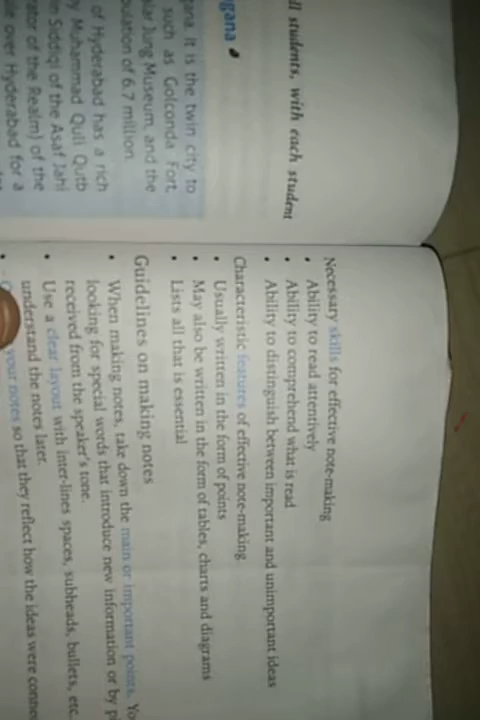 ll students, with each student
gana
gana. It is the twin city to
such as Golconda Fort,
Jung Museum, and the
pulation of 6.7 million.
of Hyderabad has a rich
Muhammad Quli Qutb
Siddiqi of the Asaf Jahi
rator of the Realm) of the
over Hyderabad for a
Necessary skills for effective note-making
• Ability to read attentively
• Ability to comprehend what is read
• Ability to distinguish between important and unimportant ideas
Characteristic features of effective note-making
• Usually written in the form of points
• May also be written in the form of tables, charts and diagrams
• Lists all that is essential
Guidelines on making notes
• When making notes, take down the main or important points. Yo
looking for special words that introduce new information or by p
received from the speaker's tone.
• Use a clear layout with inter-lines spaces, subheads, bullets, etc.
understand the notes later.
your notes so that they reflect how the ideas were connec